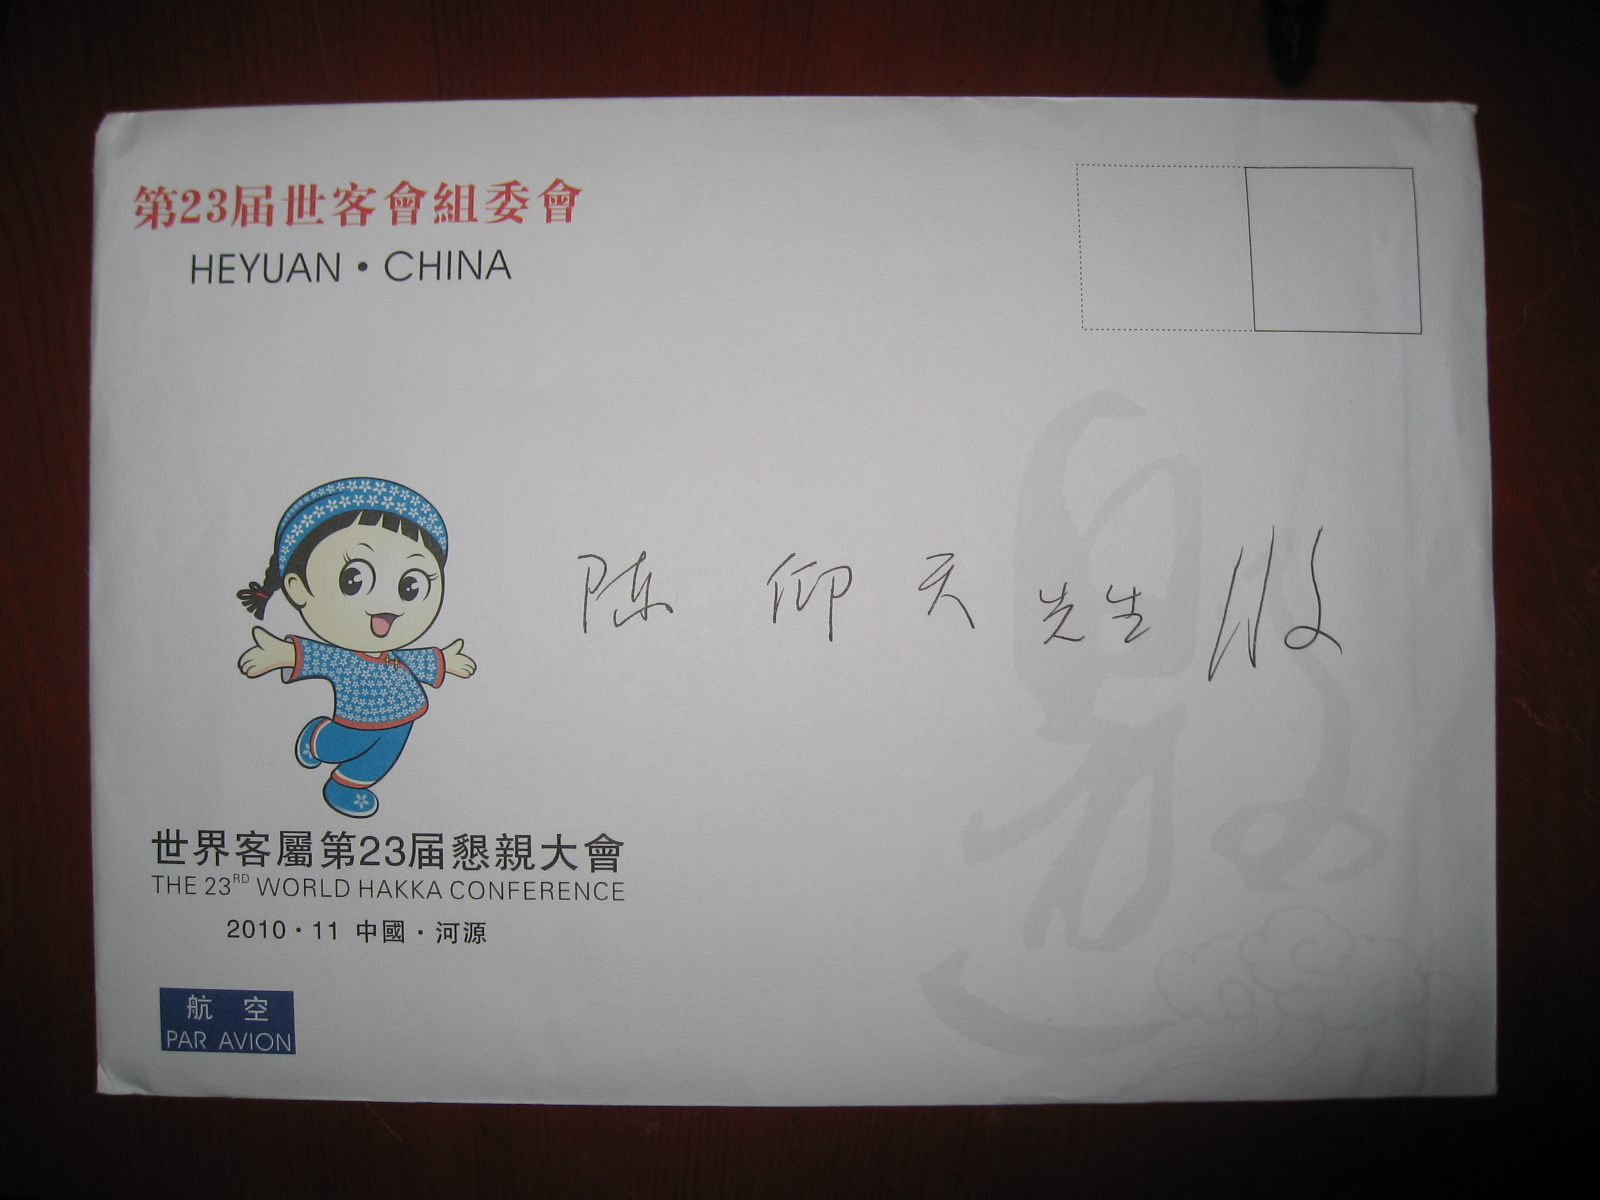 第23届世客會組委會
HEYUAN·CHINA
陈仰天先生收
世界客屬第23届懇親大會
THE 23RD WORLD HAKKA CONFERENCE
2010·11 中國·河源
航空
PAR AVION